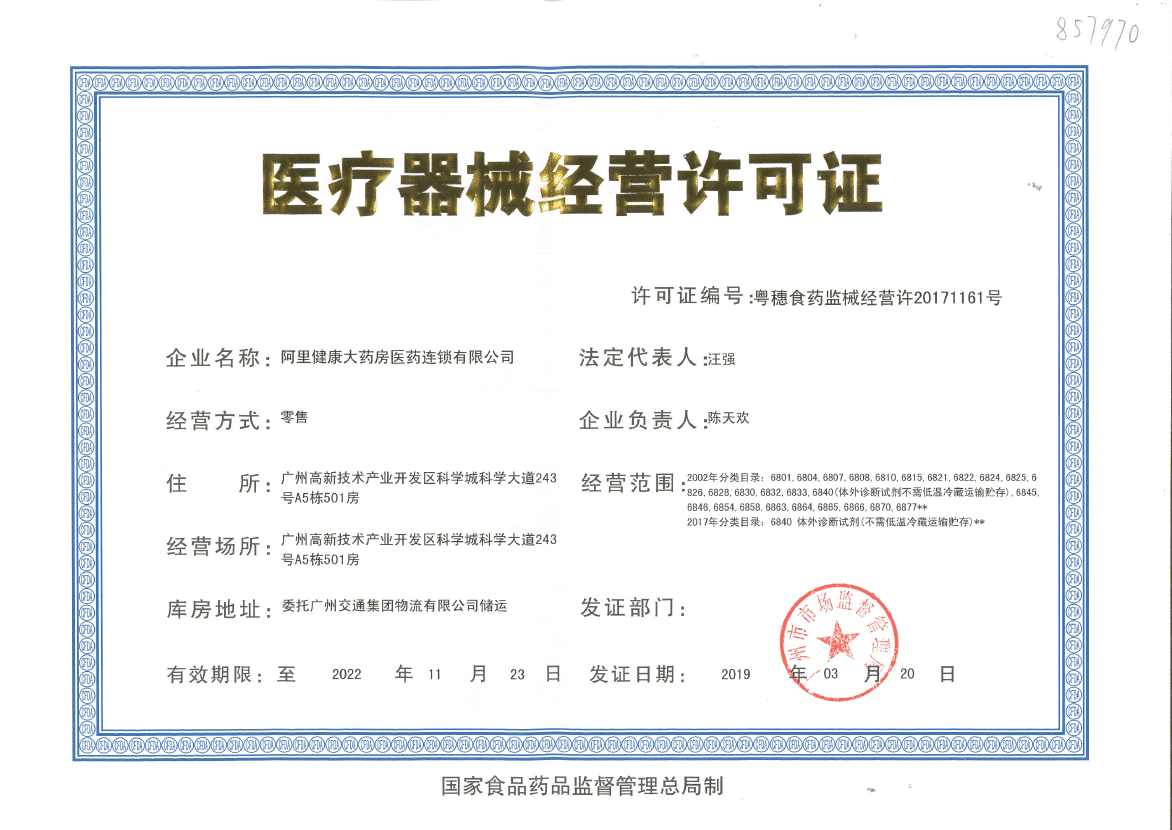 857970
医疗器械经营许可证
许可证编号:粤穗食药监械经营许20171161号
企业名称: 阿里健康大药房医药连锁有限公司
法定代表人:汪强
经营方式: 零售
企业负责人:陈天欢
住 所: 广州高新技术产业开发区科学城科学大道243
号A5栋501房
经营范围: 2002年分类目录: 6801,6804,6807,6808,6810,6815,6821,6822,6824,6825,6
826,6828,6830,6832,6833,6840(体外诊断试剂不需低温冷藏运输贮存),6845,
6846,6854,6858,6863,6864,6865,6866,6870,6877**
2017年分类目录: 6840 体外诊断试剂(不需低温冷藏运输贮存)**
经营场所: 广州高新技术产业开发区科学城科学大道243
号A5栋501房
库房地址: 委托广州交通集团物流有限公司储运
发证部门:
州市市场监督管理局
有效期限: 至 2022 年 11 月 23 日
发证日期: 2019 年 03 月 20 日
国家食品药品监督管理总局制